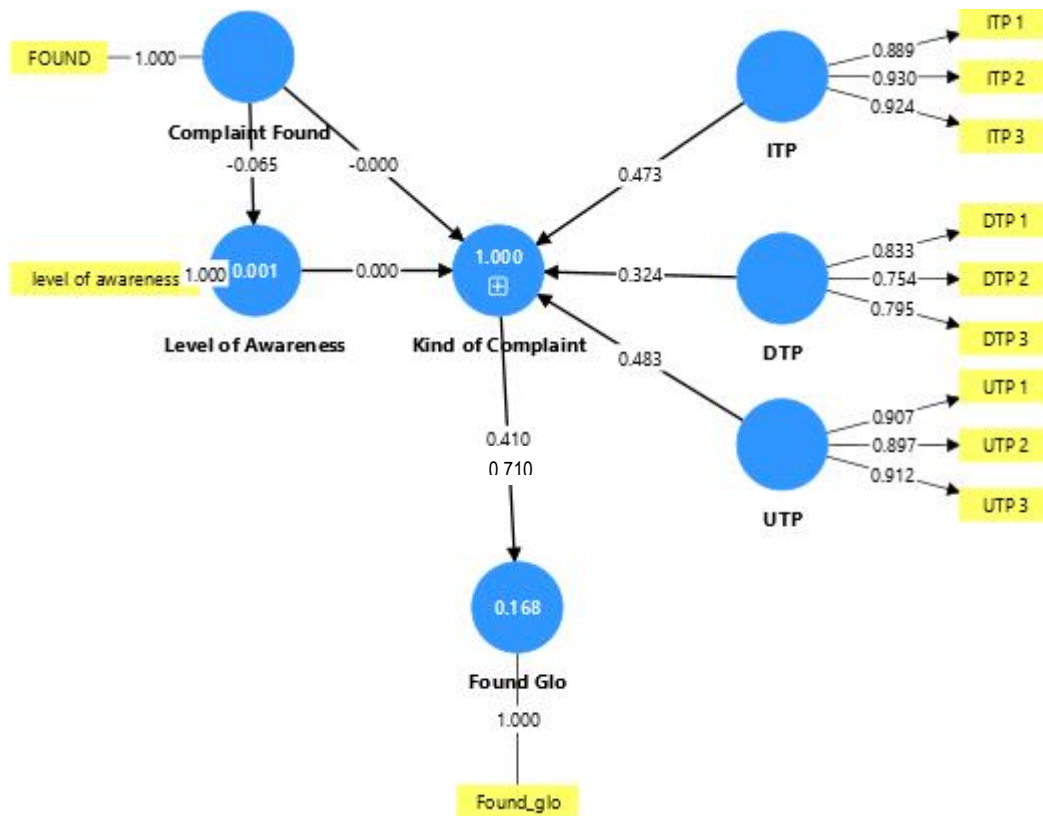 FOUND
1.000
Complaint Found
-0.065
-0.000
level of awareness
1.000
0.001
Level of Awareness
0.000
1.000
Kind of Complaint
0.473
0.324
0.483
ITP
0.889
0.930
0.924
ITP 1
ITP 2
ITP 3
DTP
0.833
0.754
0.795
DTP 1
DTP 2
DTP 3
UTP
0.907
0.897
0.912
UTP 1
UTP 2
UTP 3
0.410
0.710
0.168
Found Glo
1.000
Found_glo